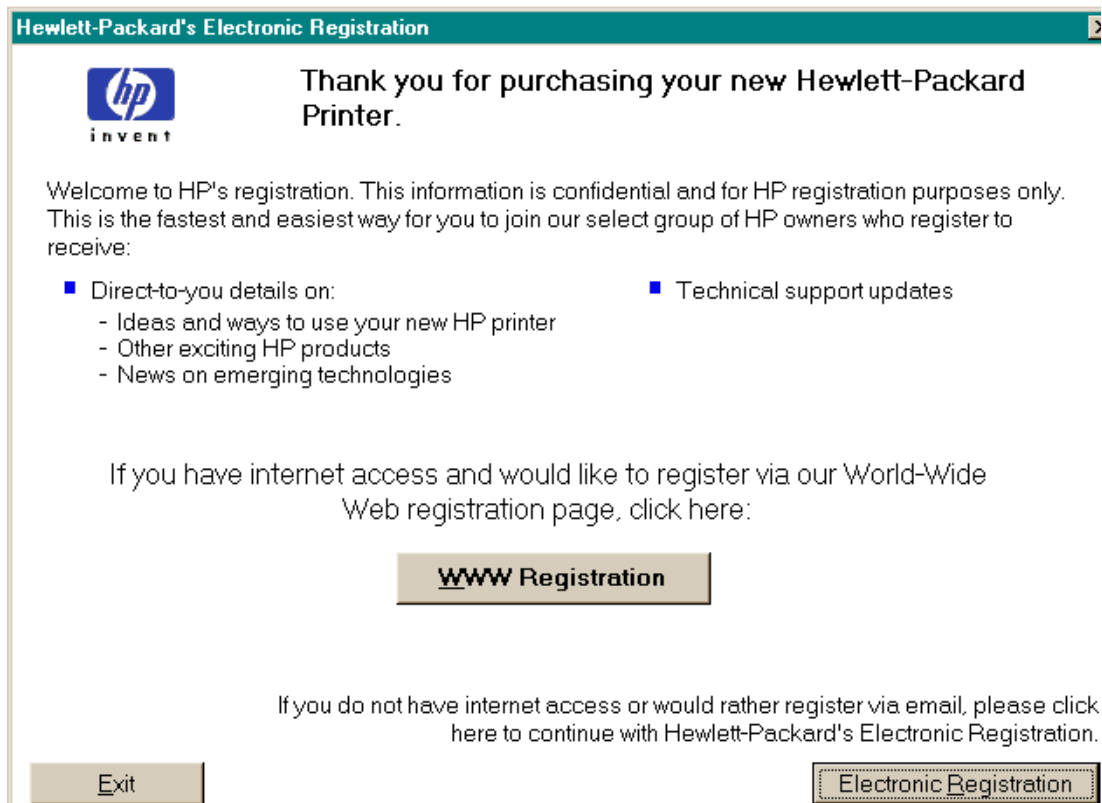 Hewlett-Packard's Electronic Registration
hp
invent
Thank you for purchasing your new Hewlett-Packard
Printer.
Welcome to HP's registration. This information is confidential and for HP registration purposes only.
This is the fastest and easiest way for you to join our select group of HP owners who register to
receive:
Direct-to-you details on:
- Ideas and ways to use your new HP printer
- Other exciting HP products
- News on emerging technologies
Technical support updates
If you have internet access and would like to register via our World-Wide
Web registration page, click here:
WWW Registration
If you do not have internet access or would rather register via email, please click
here to continue with Hewlett-Packard's Electronic Registration.
Exit
Electronic Registration